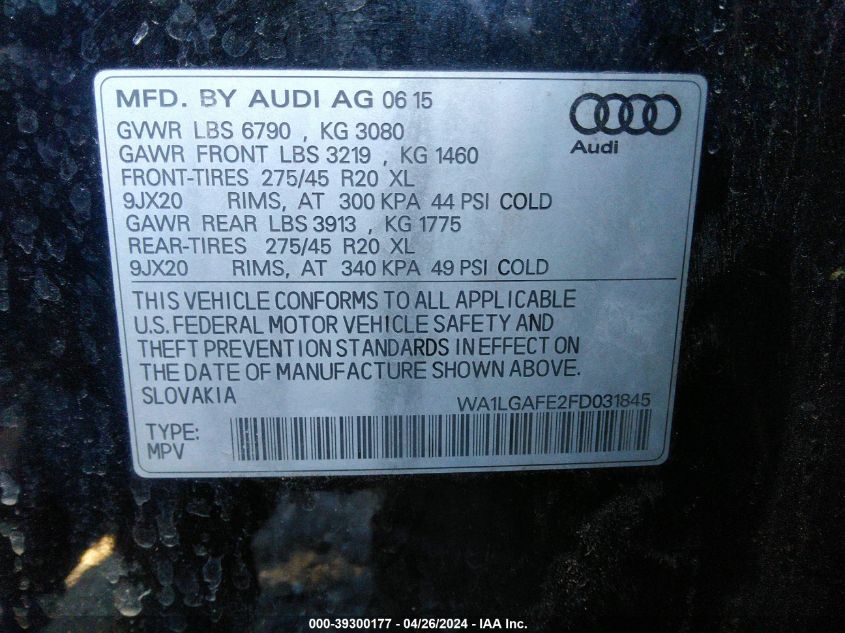 MFD. BY AUDI AG 06 15
Audi
GVWR LBS 6790 , KG 3080
GAWR FRONT LBS 3219 , KG 1460
FRONT-TIRES 275/45 R20 XL
9JX20 RIMS, AT 300 KPA 44 PSI COLD
GAWR REAR LBS 3913 , KG 1775
REAR-TIRES 275/45 R20 XL
9JX20 RIMS, AT 340 KPA 49 PSI COLD
THIS VEHICLE CONFORMS TO ALL APPLICABLE
U.S. FEDERAL MOTOR VEHICLE SAFETY AND
THEFT PREVENTION STANDARDS IN EFFECT ON
THE DATE OF MANUFACTURE SHOWN ABOVE.
SLOVAKIA WA1LGAFE2FD031845
TYPE:
MPV
000-39300177 - 04/26/2024 - IAA Inc.